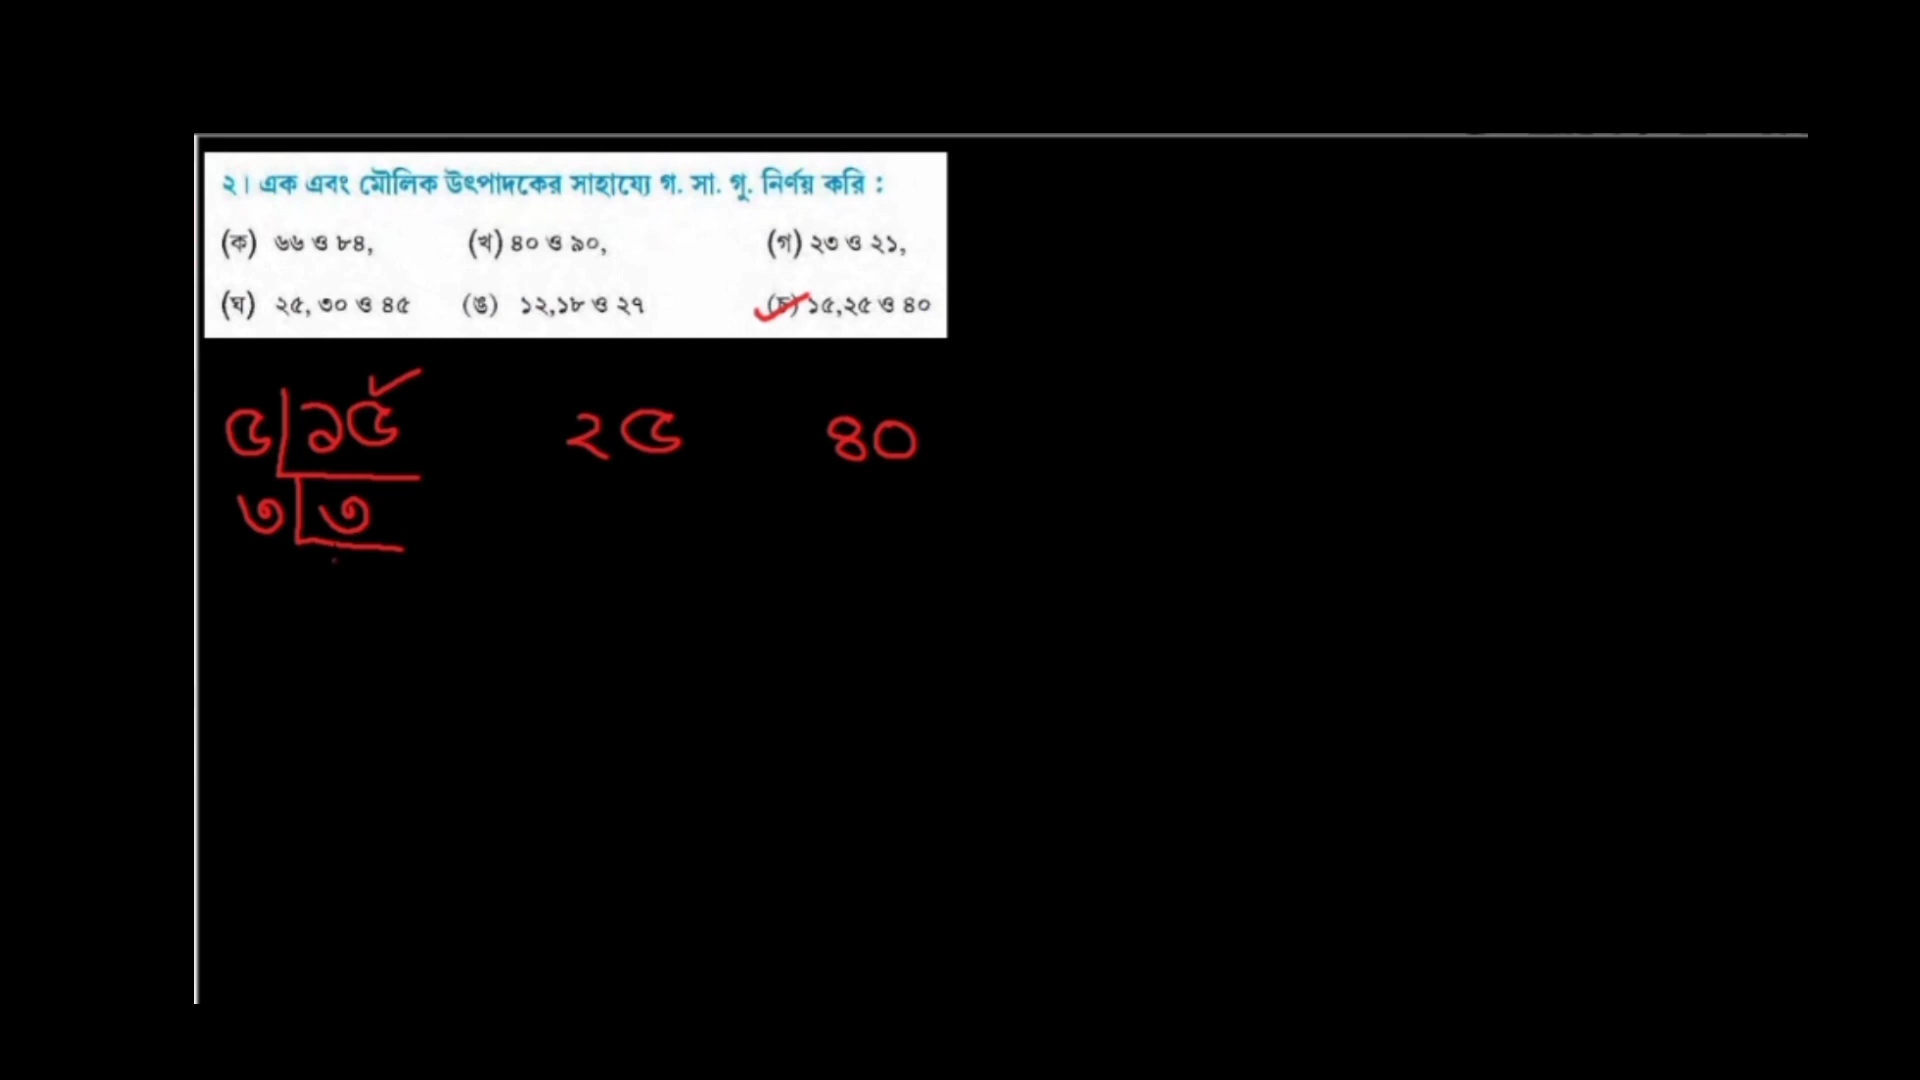 ২। এক এবং মৌলিক উৎপাদকের সাহায্যে গ. সা. গু. নির্ণয় করি :
(ক) ৬৬ ও ৮৪, (খ) ৪০ ও ৯০, (গ) ২৩ ও ২১,
(ঘ) ২৫, ৩০ ও ৪৫ (ঙ) ১২,১৮ ও ২৭ (চ) ১৫,২৫ ও ৪০
৫ ১৫ ২৫ ৪০
৩ ৩